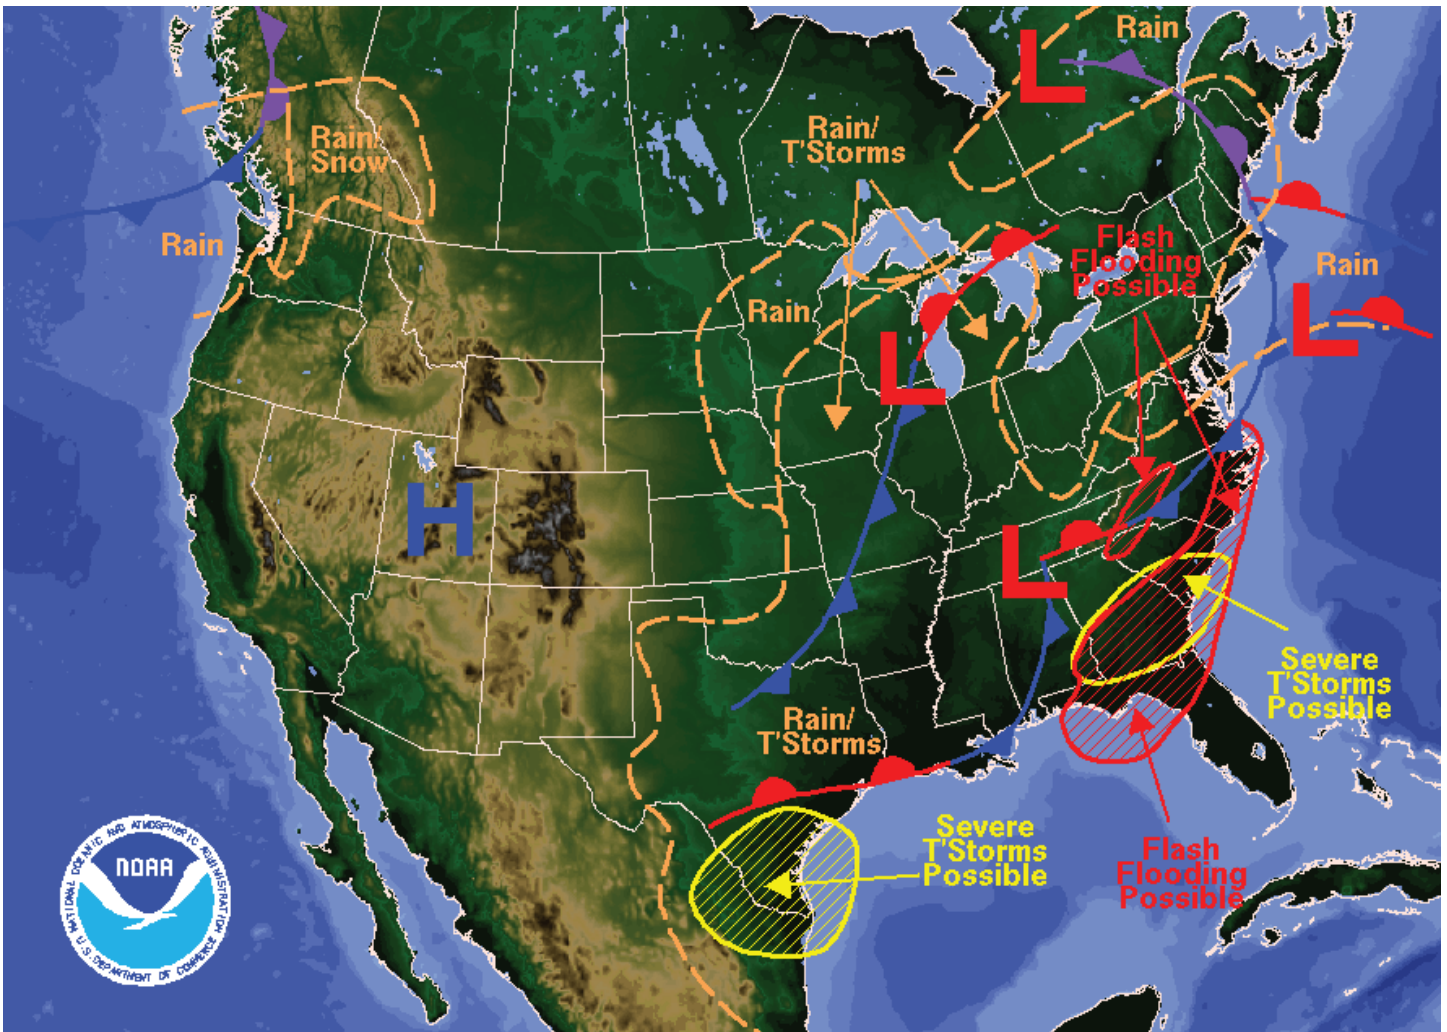 Rain
L
Rain/
Snow
Rain/
T'Storms
Rain
Flash
Flooding
Possible
Rain
Rain
L
L
H
L
Severe
T'Storms
Possible
Rain/
T'Storms
Severe
T'Storms
Possible
Flash
Flooding
Possible
NATIONAL OCEANIC AND ATMOSPHERIC ADMINISTRATION
NOAA
U.S. DEPARTMENT OF COMMERCE